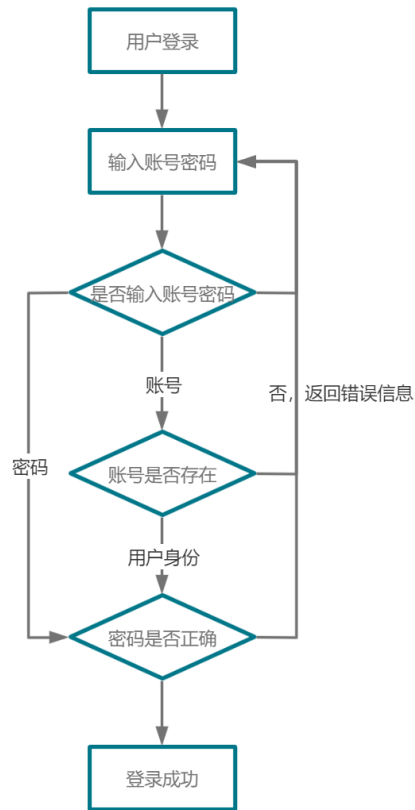 用户登录
输入账号密码
是否输入账号密码
账号
否，返回错误信息
密码
账号是否存在
用户身份
密码是否正确
登录成功